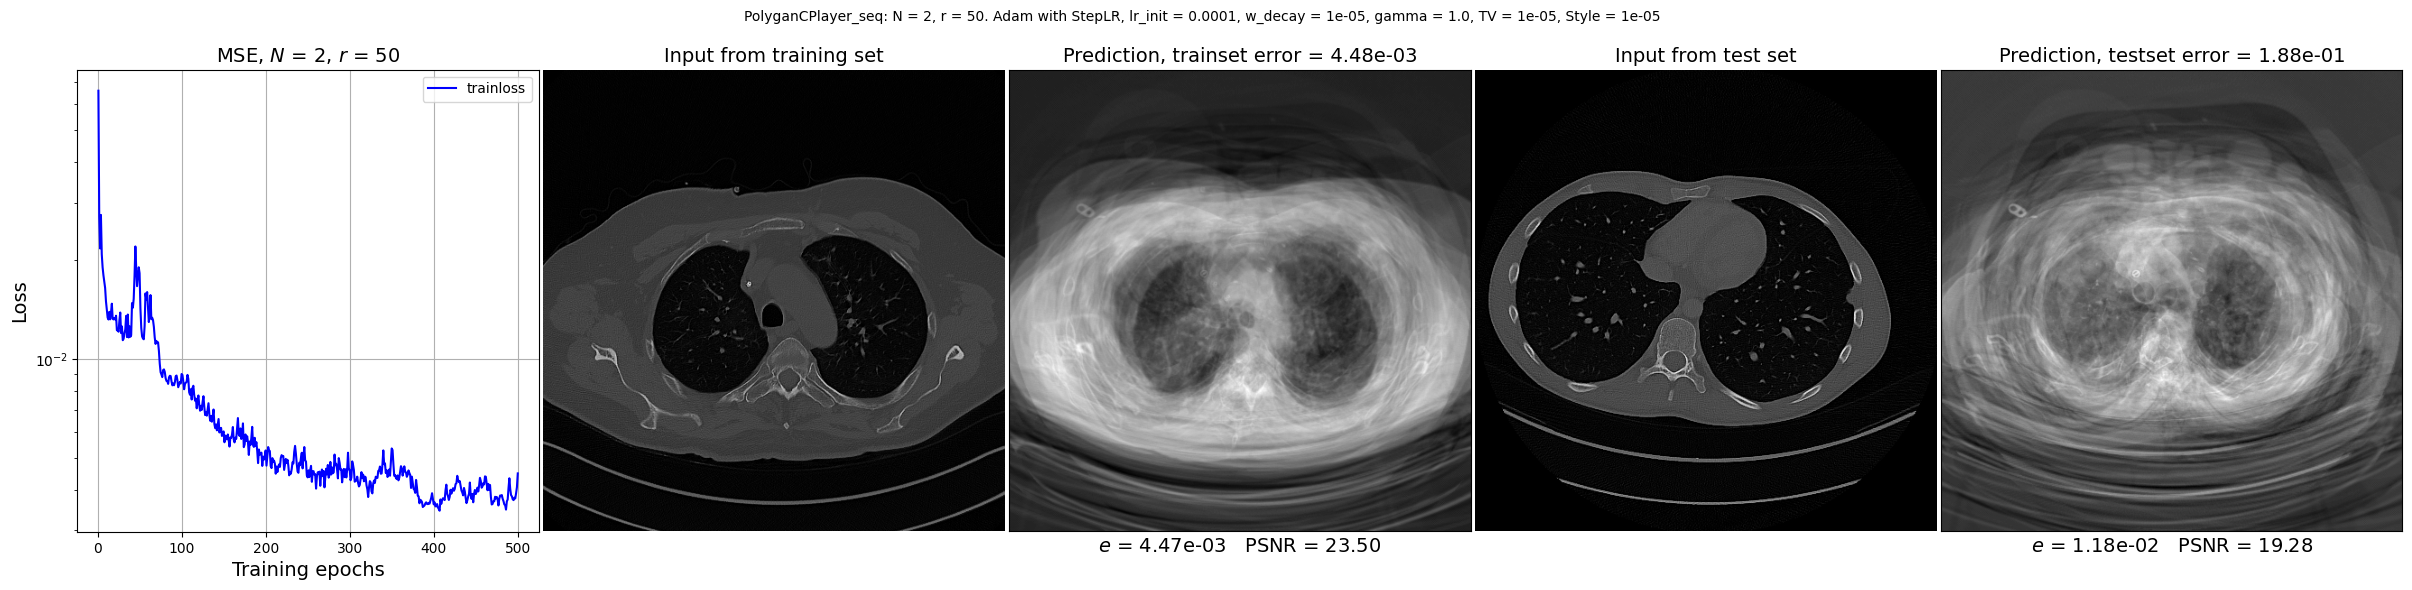 PolyganCPlayer_seq: N = 2, r = 50. Adam with StepLR, lr_init = 0.0001, w_decay = 1e-05, gamma = 1.0, TV = 1e-05, Style = 1e-05
MSE, N = 2, r = 50
Input from training set
Prediction, trainset error = 4.48e-03
Input from test set
Prediction, testset error = 1.88e-01
trainloss
Loss
10⁻²
0 100 200 300 400 500
Training epochs
e = 4.47e-03 PSNR = 23.50
e = 1.18e-02 PSNR = 19.28